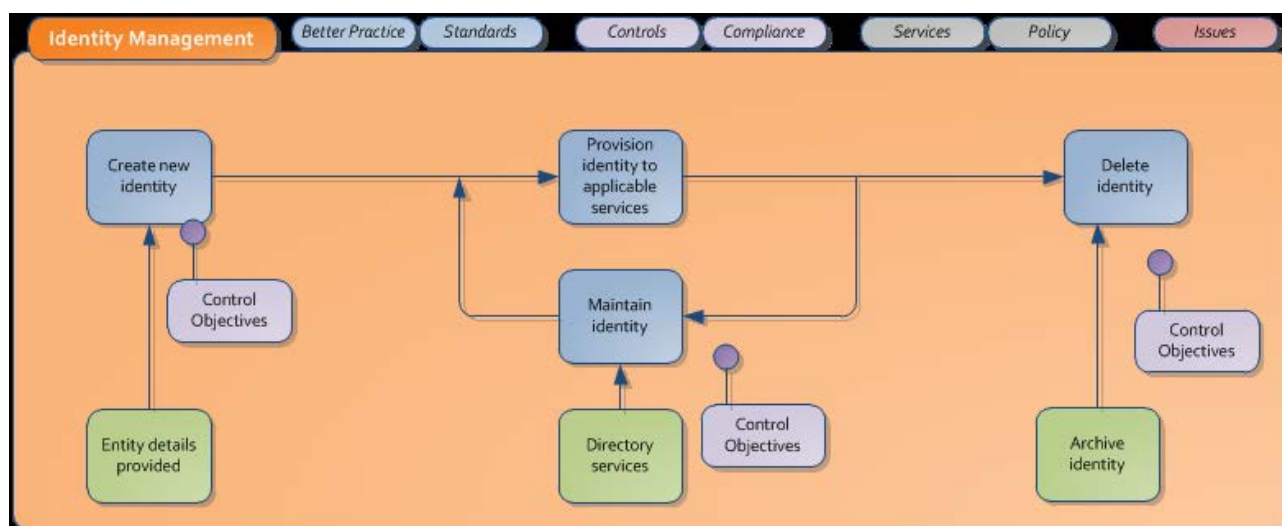 Identity Management
Better Practice
Standards
Controls
Compliance
Services
Policy
Issues
Create new
identity
Provision
identity to
applicable
services
Delete
identity
Control
Objectives
Maintain
identity
Control
Objectives
Entity details
provided
Directory
services
Control
Objectives
Archive
identity